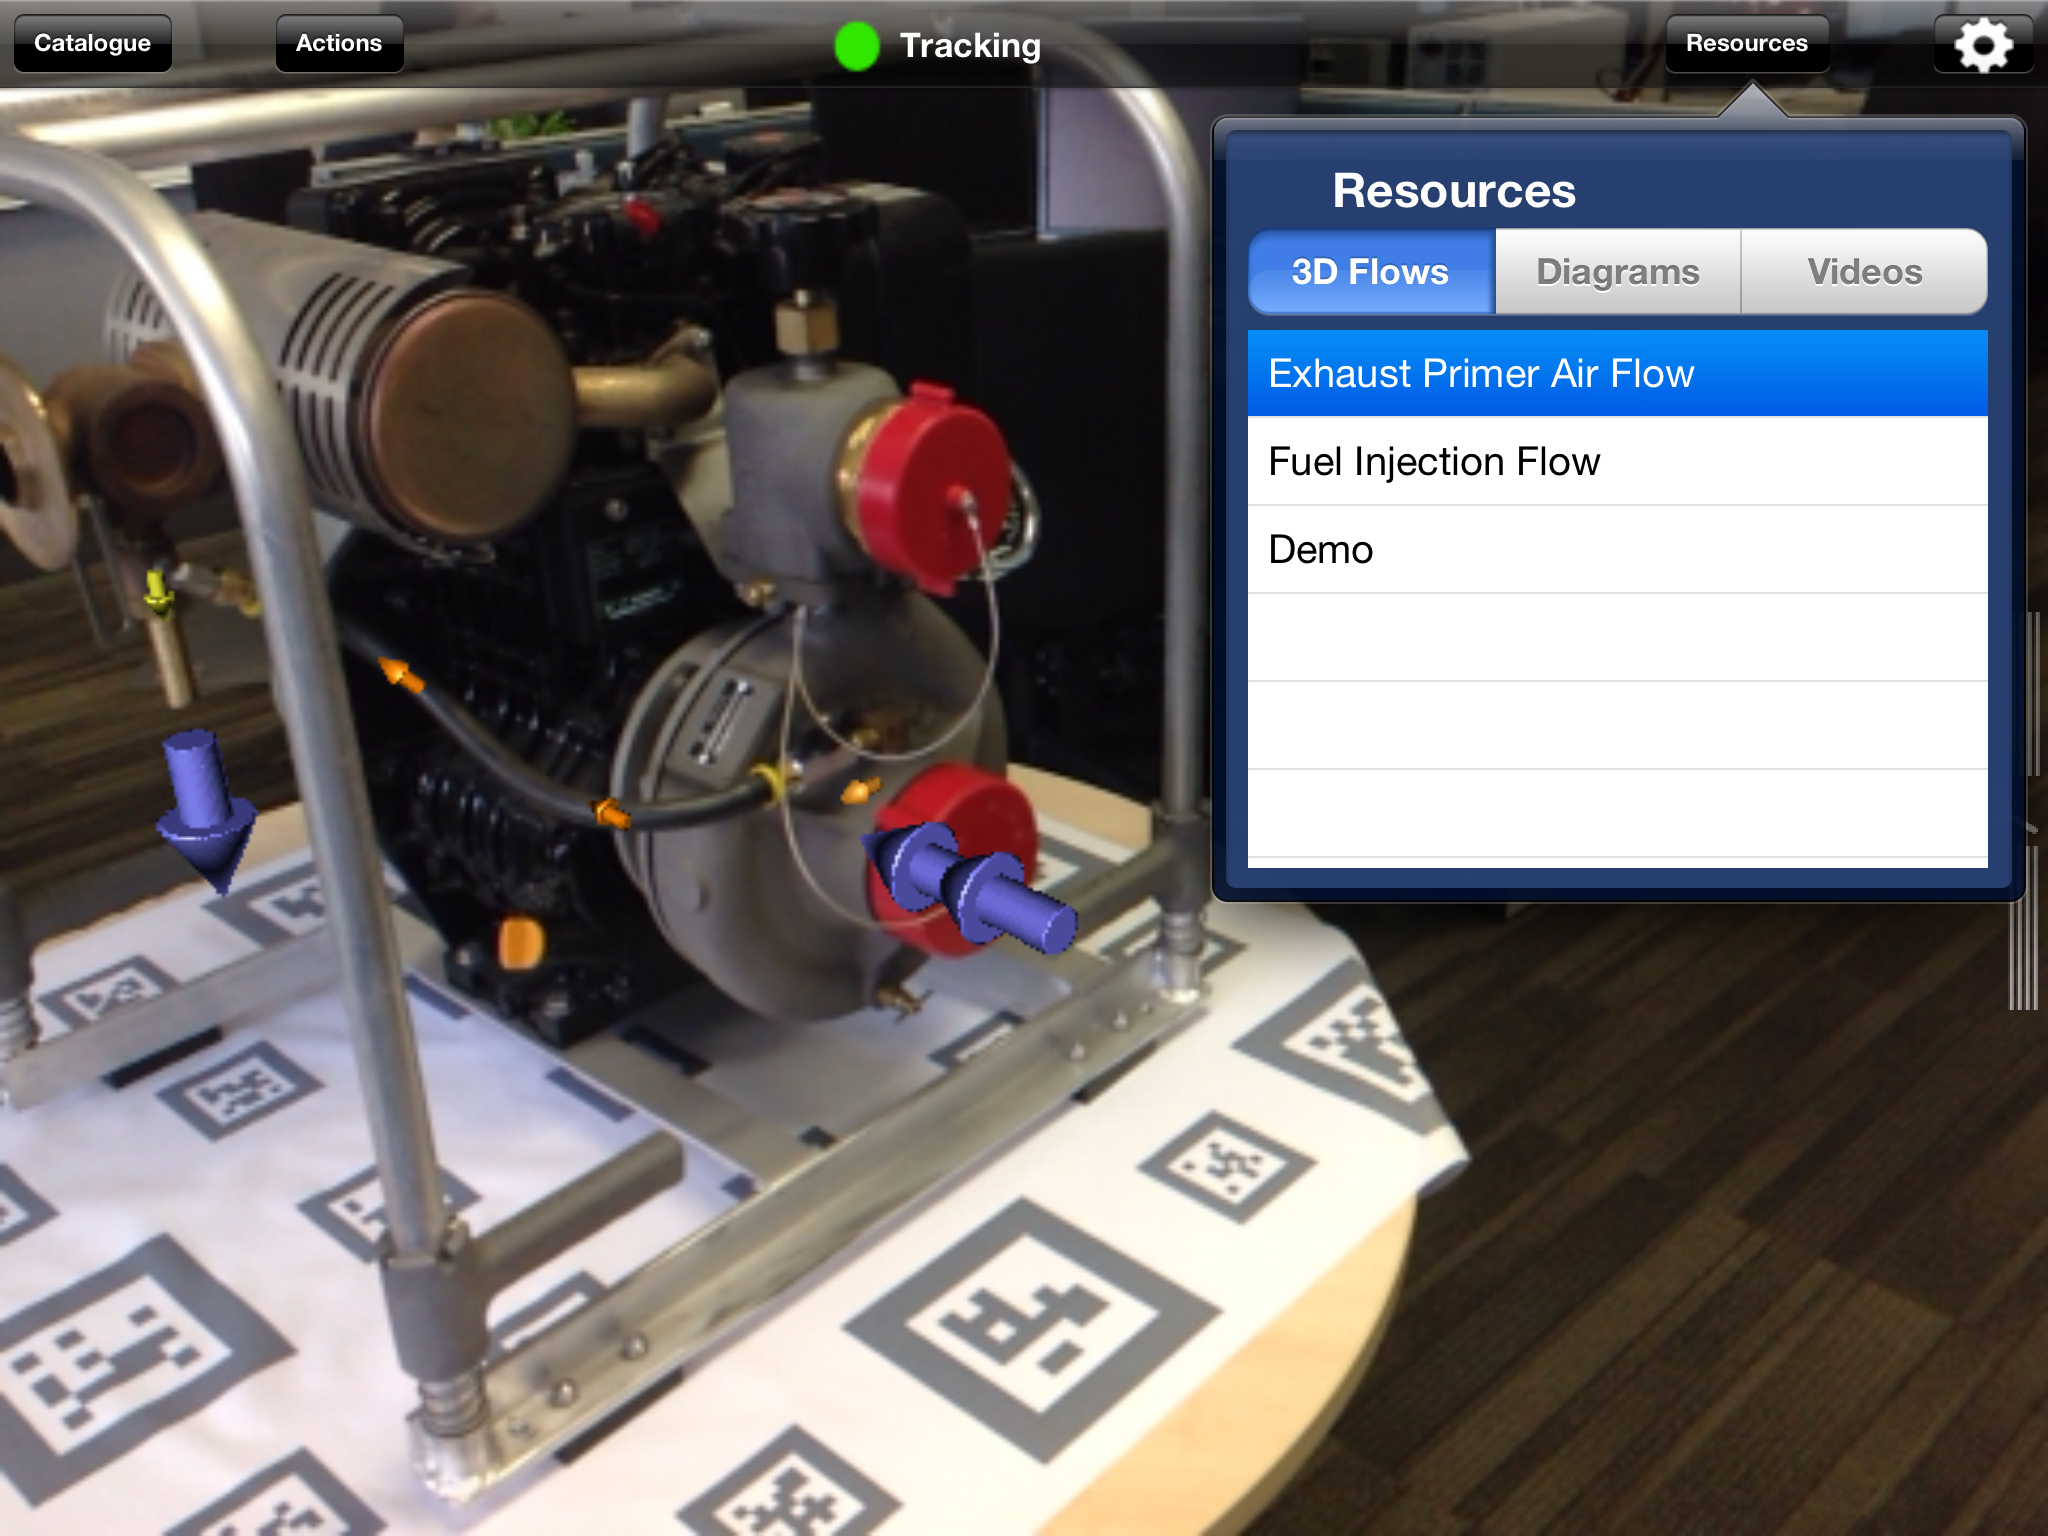 Catalogue
Actions
Tracking
Resources
Resources
3D Flows
Diagrams
Videos
Exhaust Primer Air Flow
Fuel Injection Flow
Demo